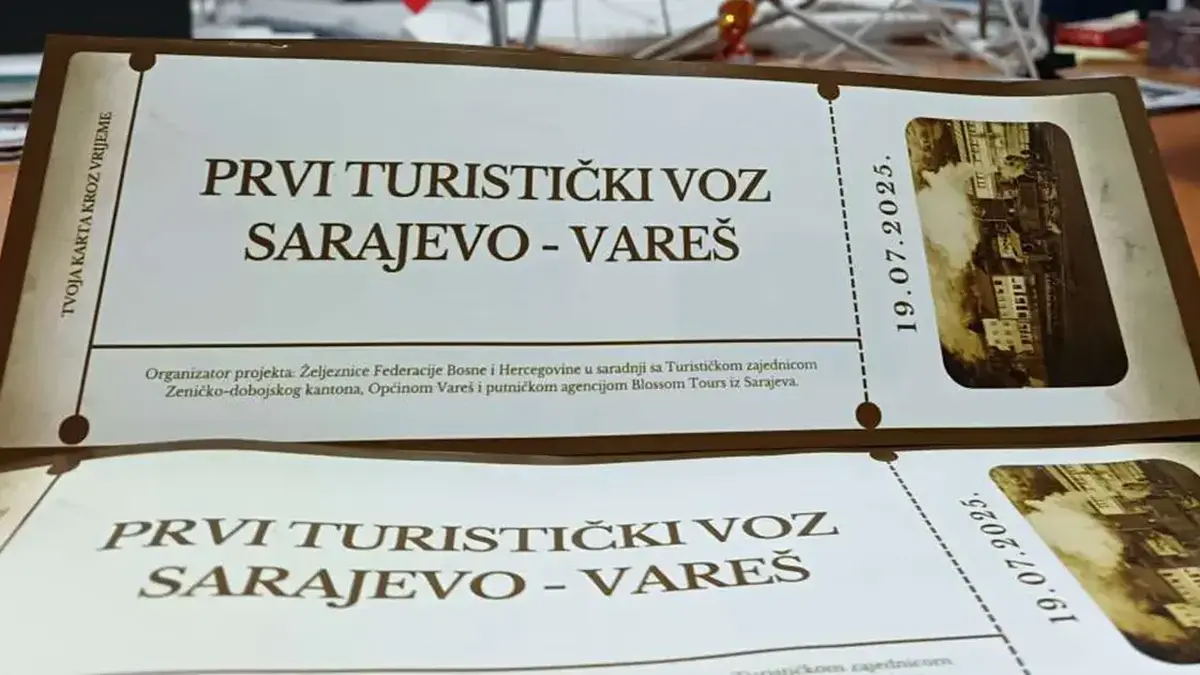 TVOJA KARTA KROZ VRIJEME
PRVI TURISTIČKI VOZ
SARAJEVO - VAREŠ
Organizator projekta: Željeznice Federacije Bosne i Hercegovine u saradnji sa Turističkom zajednicom
Zeničko-dobojskog kantona, Općinom Vareš i putničkom agencijom Blossom Tours iz Sarajeva.
19.07.2025.
PRVI TURISTIČKI VOZ
SARAJEVO - VAREŠ
Turističkom zajednicom
19.07.2025.